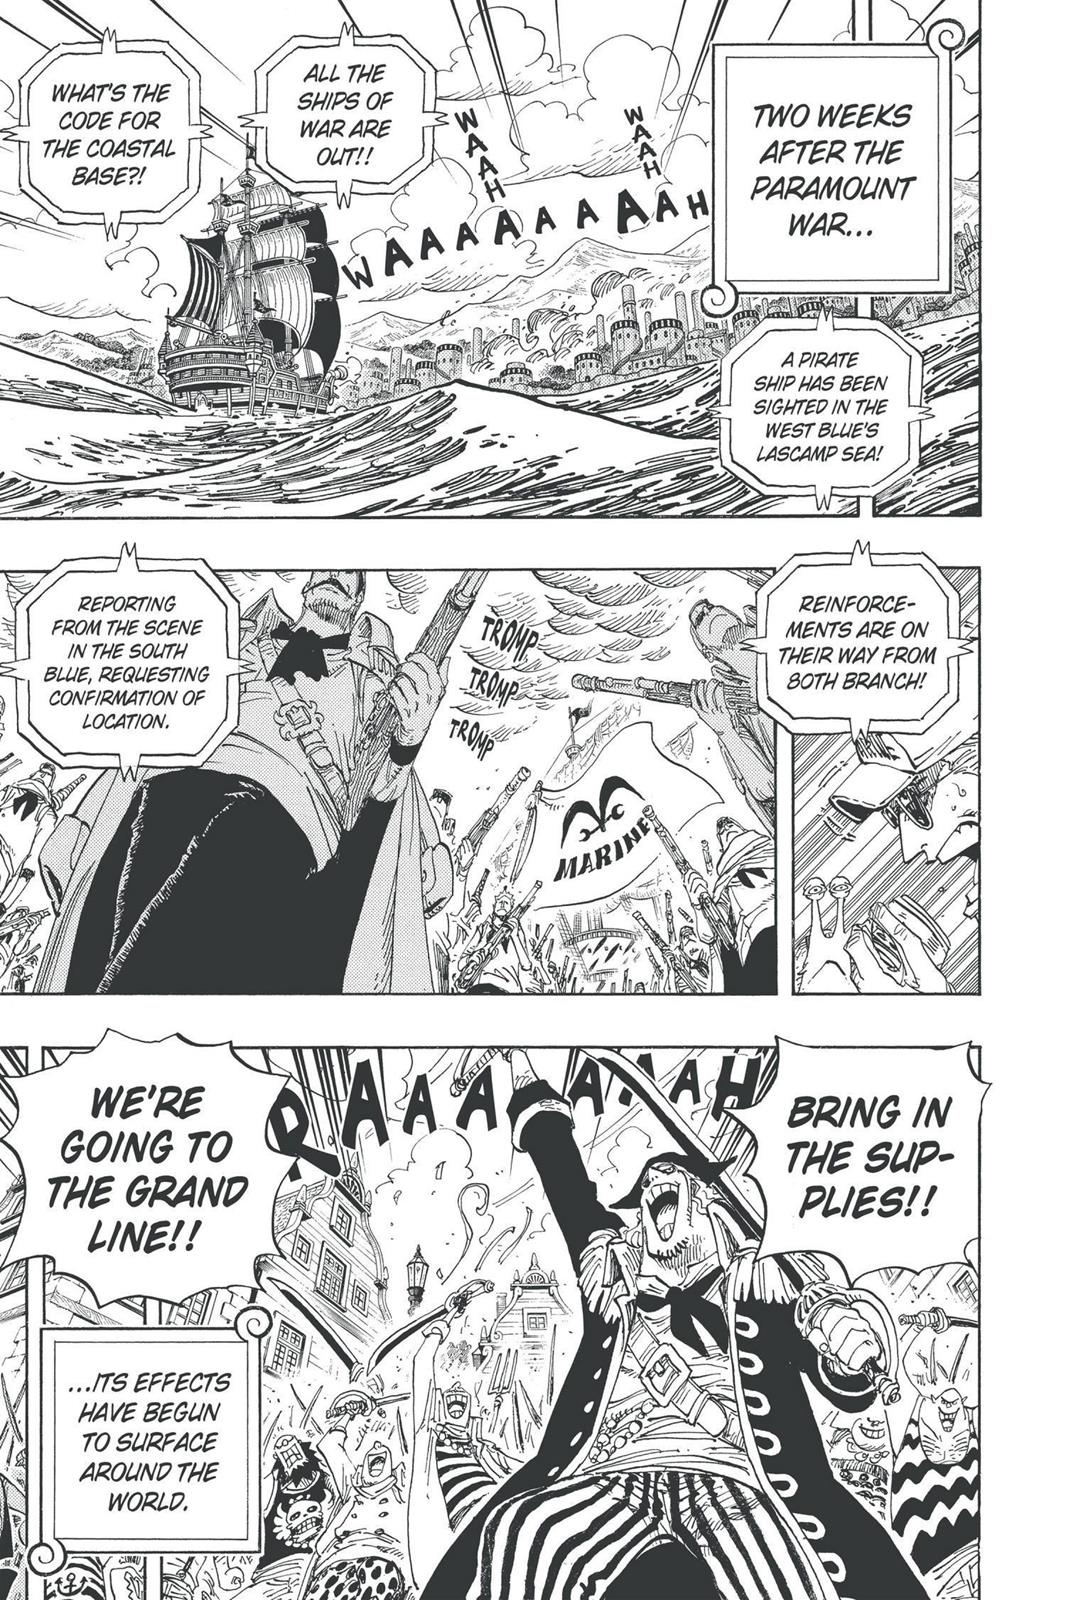 TWO WEEKS
AFTER THE
PARAMOUNT
WAR...
ALL THE
SHIPS OF
WAR ARE
OUT!!
WHAT'S THE
CODE FOR
THE COASTAL
BASE?!
WAAH
WAAH
WAAAAAAAAH
A PIRATE
SHIP HAS BEEN
SIGHTED IN THE
WEST BLUE'S
LASCAMP SEA!
REINFORCE-
MENTS ARE ON
THEIR WAY FROM
80TH BRANCH!
REPORTING
FROM THE SCENE
IN THE SOUTH
BLUE, REQUESTING
CONFIRMATION OF
LOCATION.
TROMP
TROMP
TROMP
MARINE
BRING IN
THE SUP-
PLIES!!
RAAAAAAAH
WE'RE
GOING TO
THE GRAND
LINE!!
...ITS EFFECTS
HAVE BEGUN
TO SURFACE
AROUND THE
WORLD.